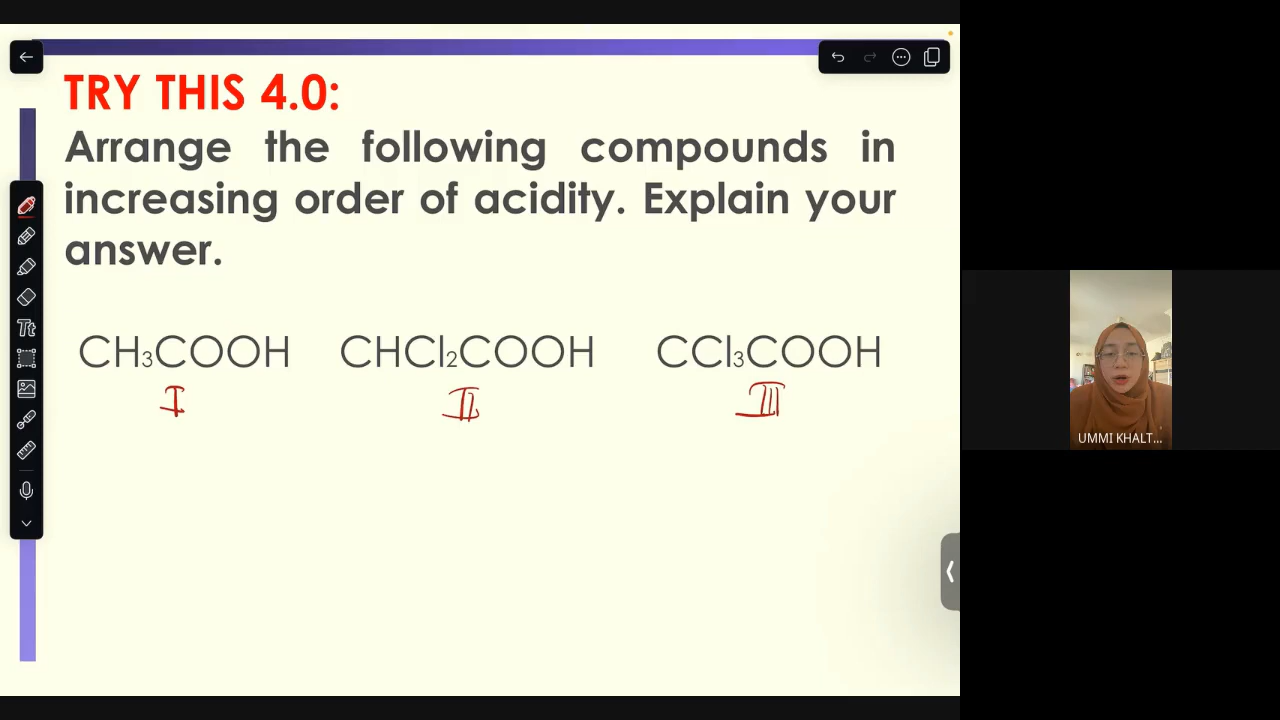 TRY THIS 4.0:
Arrange the following compounds in
increasing order of acidity. Explain your
answer.
CH₃COOH CHCl₂COOH CCl₃COOH
I II III
Tt
UMMI KHALT...